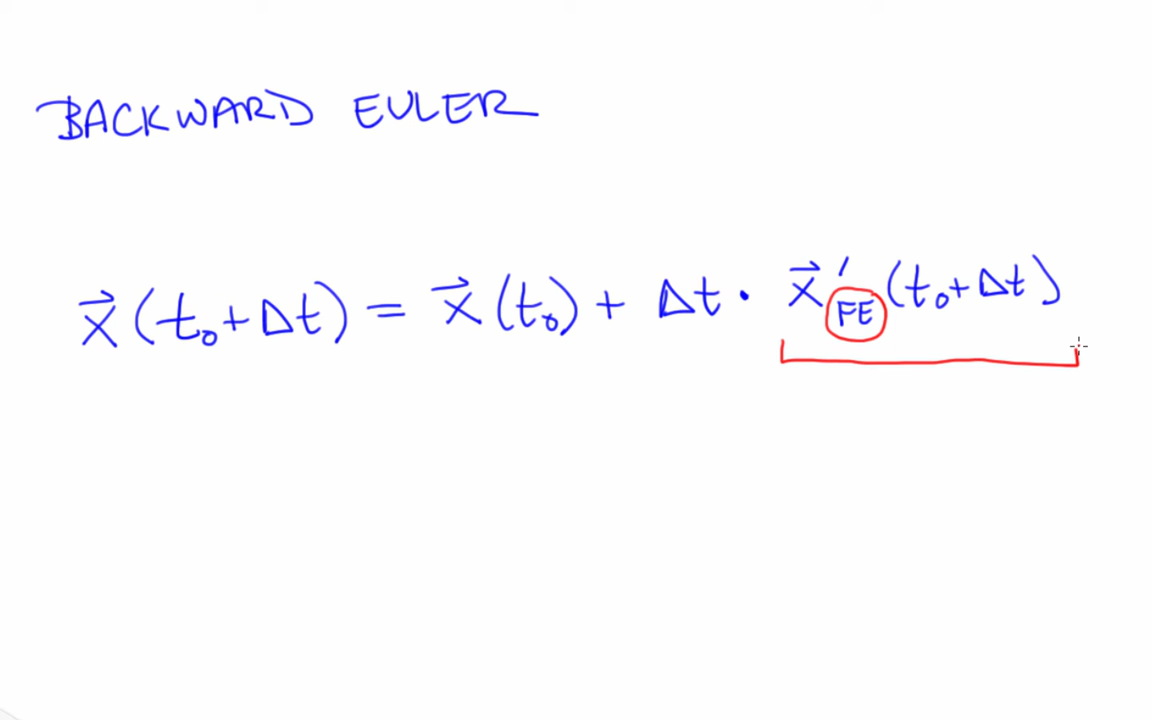 BACKWARD EULER
x⃗(t₀+Δt) = x⃗(t₀) + Δt · x⃗′FE(t₀+Δt)